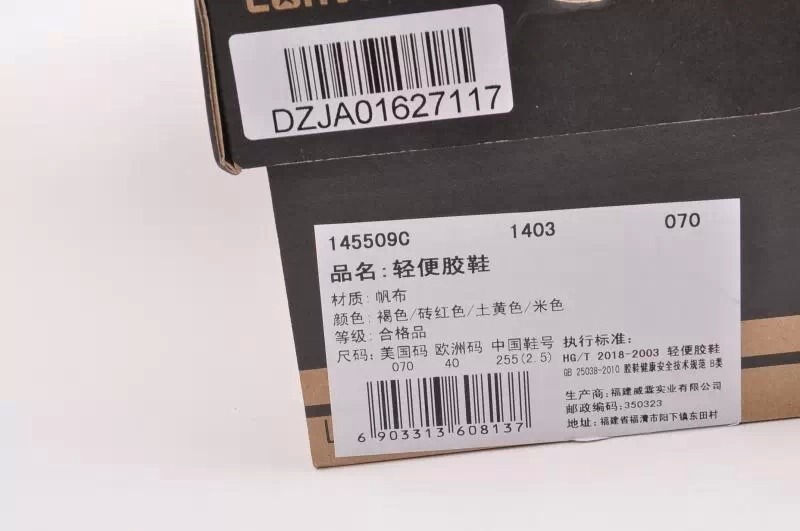 DZJA01627117
145509C 1403 070
品名: 轻便胶鞋
材质: 帆布
颜色: 褐色/砖红色/土黄色/米色
等级: 合格品
尺码: 美国码 欧洲码 中国鞋号
070 40 255(2.5)
6 903313 608137
执行标准:
HG/T 2018-2003 轻便胶鞋
GB 25038-2010 胶鞋健康安全技术规范 B类
生产商: 福建威霖实业有限公司
邮政编码: 350323
地址: 福建省福清市阳下镇东田村